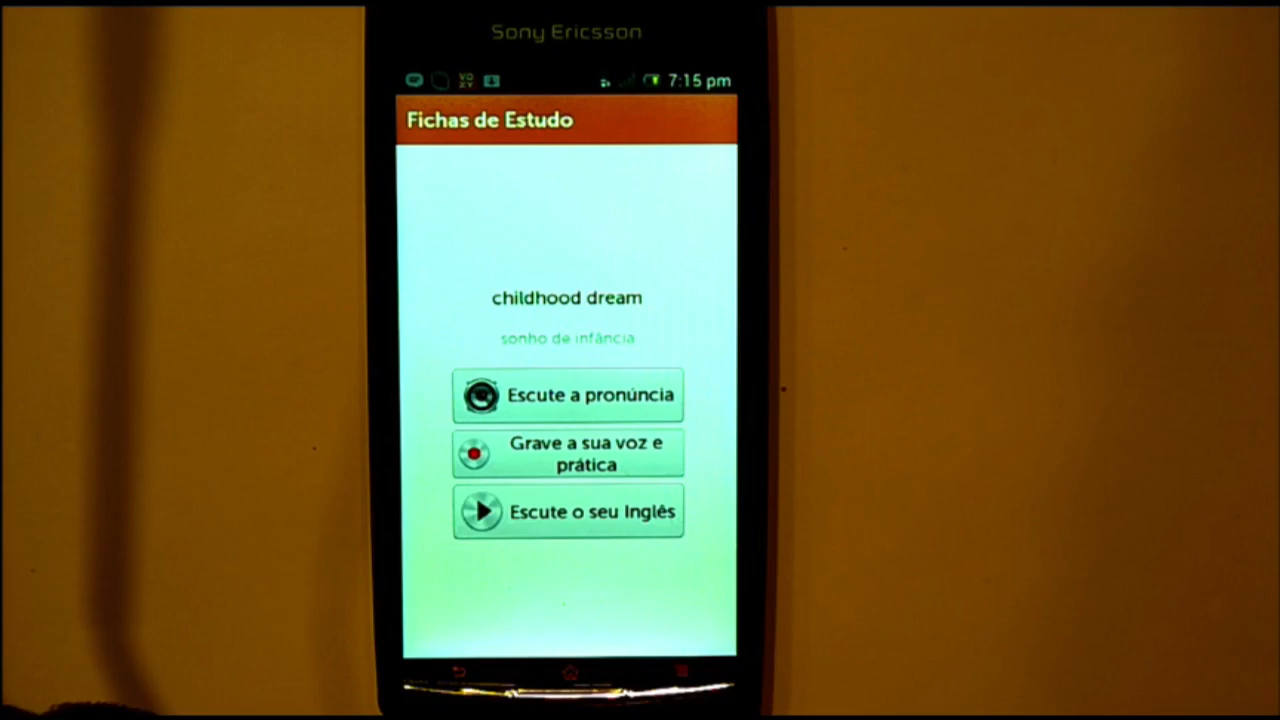 Sony Ericsson
7:15 pm
Fichas de Estudo
childhood dream
sonho de infância
Escute a pronúncia
Grave a sua voz e
prática
Escute o seu Inglês